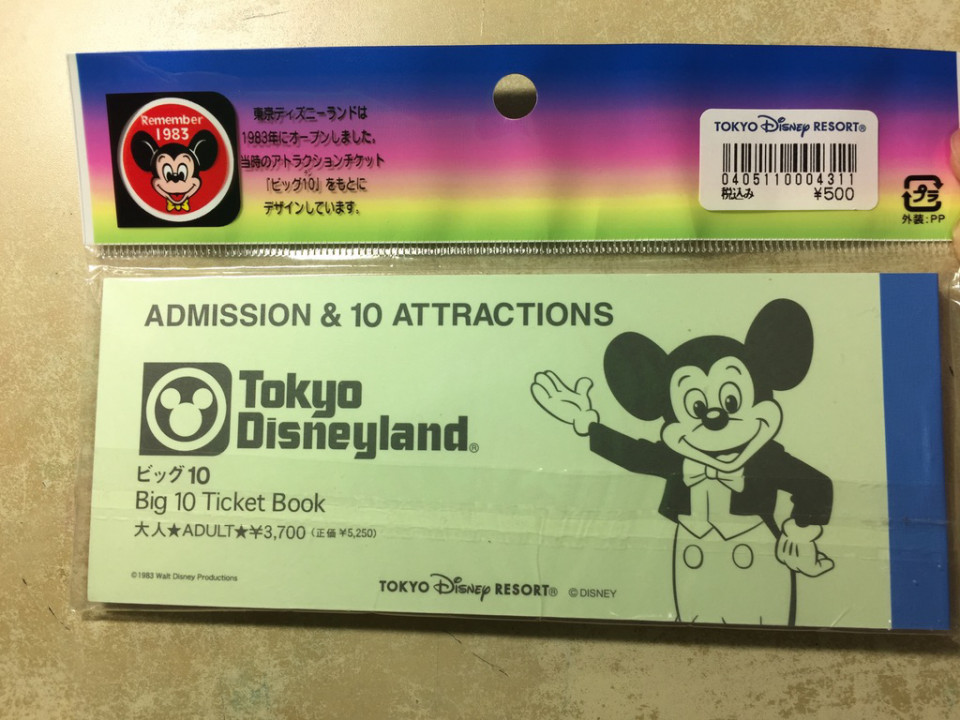 Remember
1983
東京ディズニーランドは
1983年にオープンしました。
当時のアトラクションチケット
「ビッグ10」をもとに
デザインしています。
TOKYO Disney RESORT®
0405110004311
税込み ¥500
プラ
外装:PP
ADMISSION & 10 ATTRACTIONS
Tokyo
Disneyland®
ビッグ10
Big 10 Ticket Book
大人★ADULT★¥3,700（正価 ¥5,250）
©1983 Walt Disney Productions
TOKYO Disney RESORT® ©DISNEY